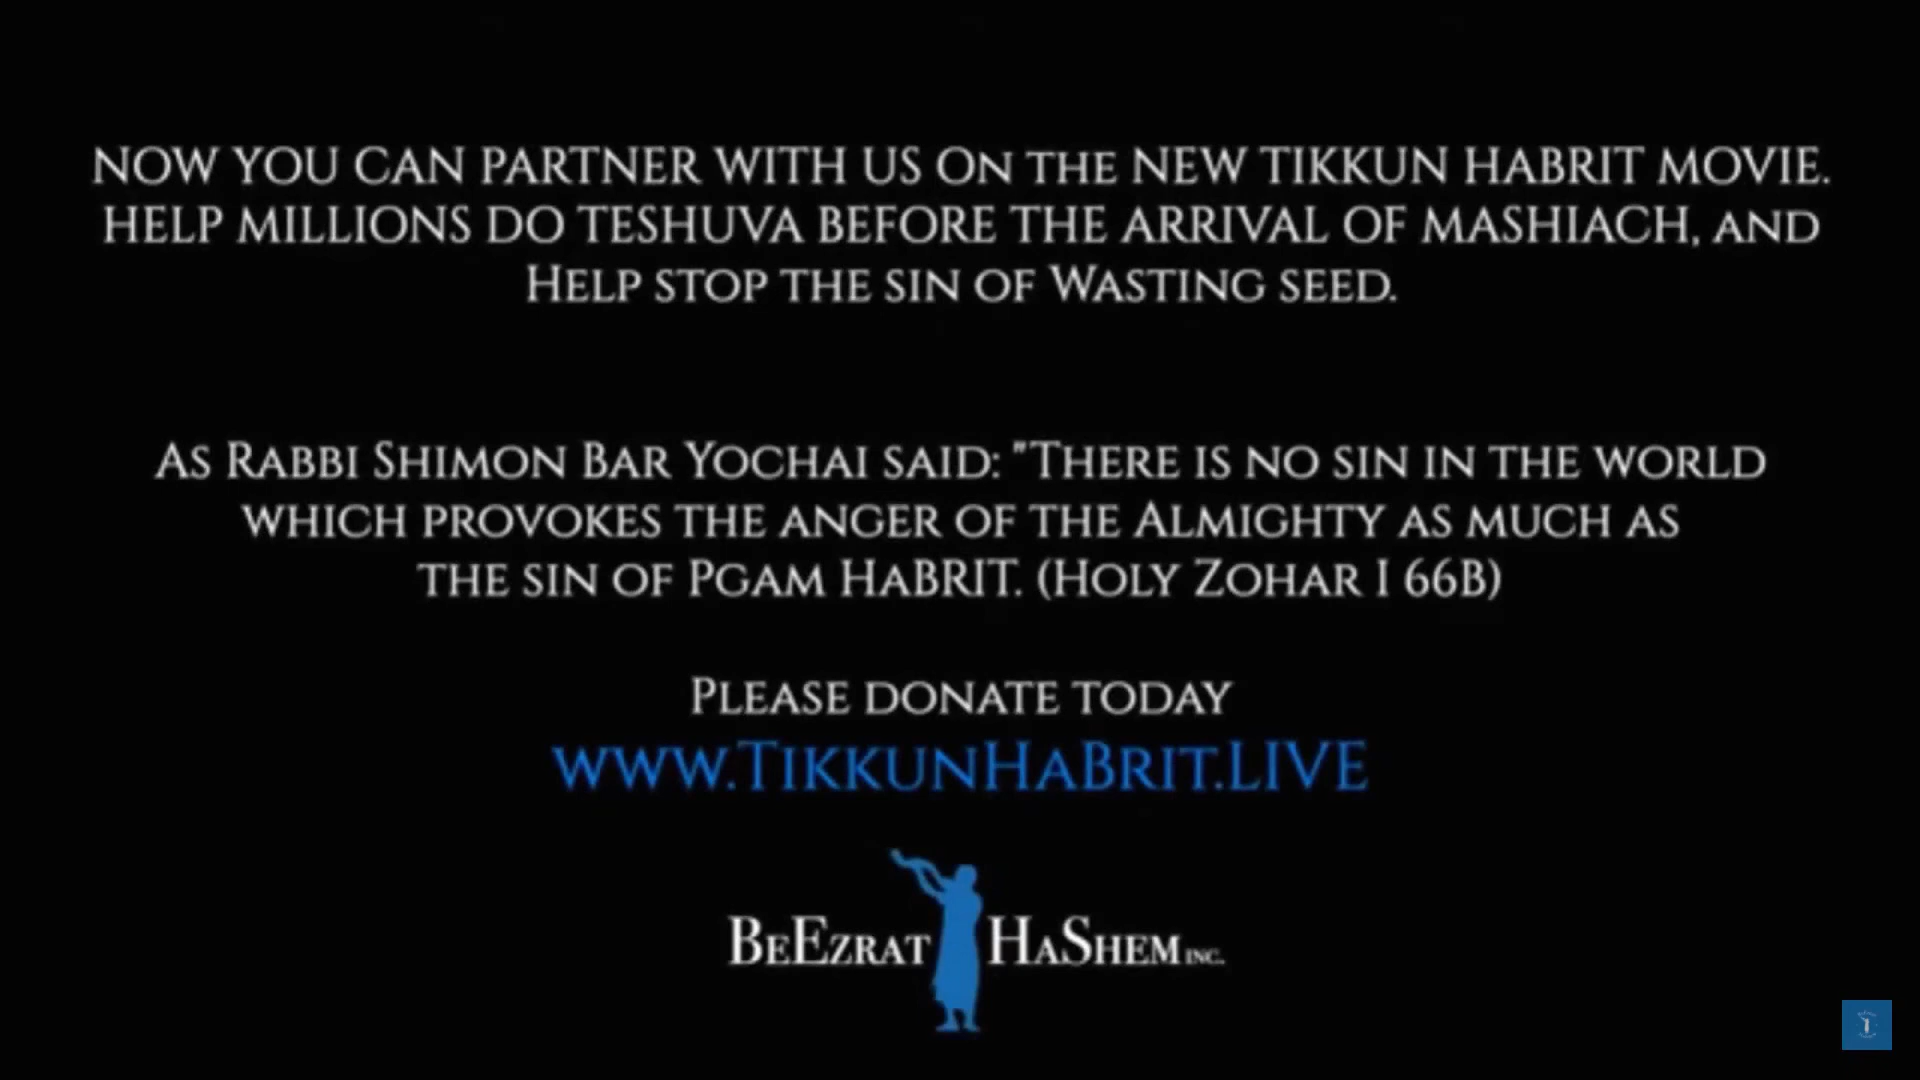 NOW YOU CAN PARTNER WITH US ON THE NEW TIKKUN HABRIT MOVIE.
HELP MILLIONS DO TESHUVA BEFORE THE ARRIVAL OF MASHIACH, AND
HELP STOP THE SIN OF WASTING SEED.
AS RABBI SHIMON BAR YOCHAI SAID: "THERE IS NO SIN IN THE WORLD
WHICH PROVOKES THE ANGER OF THE ALMIGHTY AS MUCH AS
THE SIN OF PGAM HABRIT. (HOLY ZOHAR I 66B)
PLEASE DONATE TODAY
WWW.TIKKUNHABRIT.LIVE
BEEZRAT HASHEM INC.